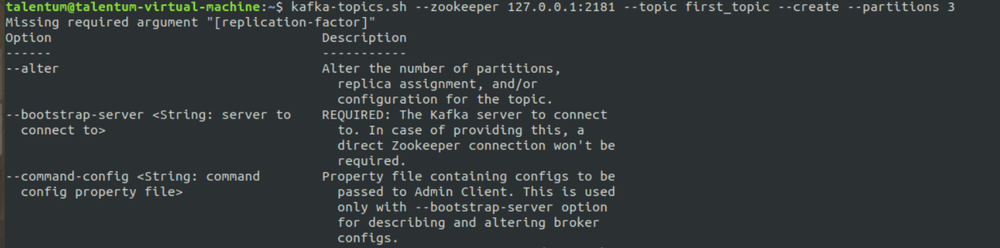 talentum@talentum-virtual-machine:~$ kafka-topics.sh --zookeeper 127.0.0.1:2181 --topic first_topic --create --partitions 3
Missing required argument "[replication-factor]"
Option                                   Description
------                                   -----------
--alter                                  Alter the number of partitions,
                                           replica assignment, and/or
                                           configuration for the topic.
--bootstrap-server <String: server to    REQUIRED: The Kafka server to connect
  connect to>                              to. In case of providing this, a
                                           direct Zookeeper connection won't be
                                           required.
--command-config <String: command        Property file containing configs to be
  config property file>                    passed to Admin Client. This is used
                                           only with --bootstrap-server option
                                           for describing and altering broker
                                           configs.